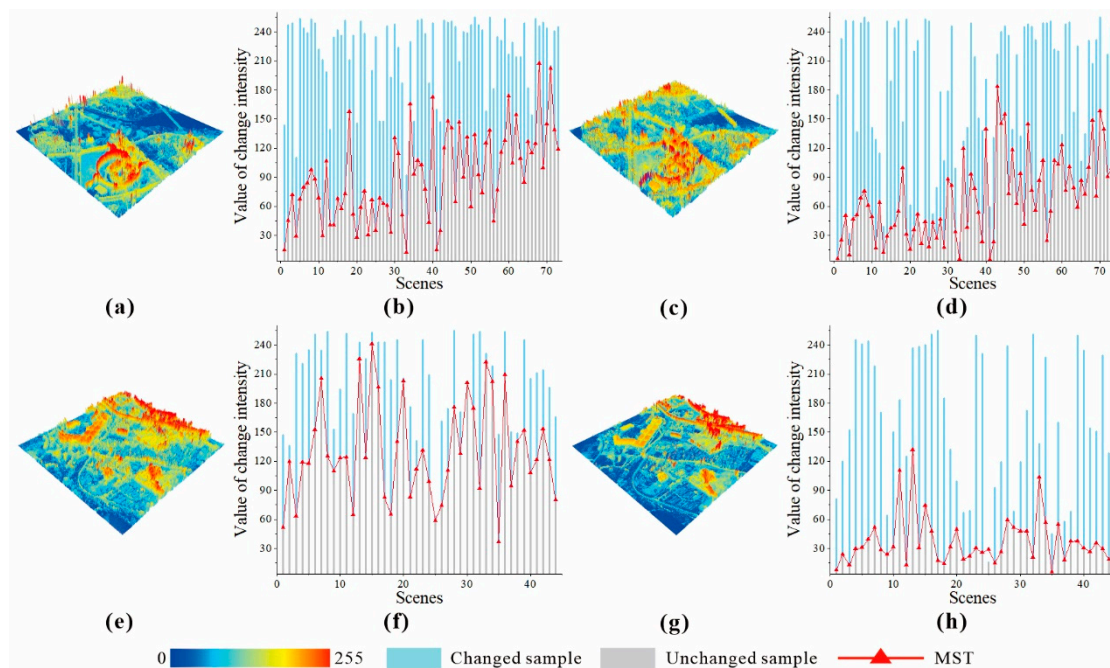 240
210
180
150
120
90
60
30
Value of change intensity
0 10 20 30 40 50 60 70
Scenes
240
210
180
150
120
90
60
30
Value of change intensity
0 10 20 30 40 50 60 70
Scenes
(a) (b) (c) (d)
240
210
180
150
120
90
60
30
Value of change intensity
0 10 20 30 40
Scenes
240
210
180
150
120
90
60
30
Value of change intensity
0 10 20 30 40
Scenes
(e) (f) (g) (h)
0 255 Changed sample Unchanged sample MST